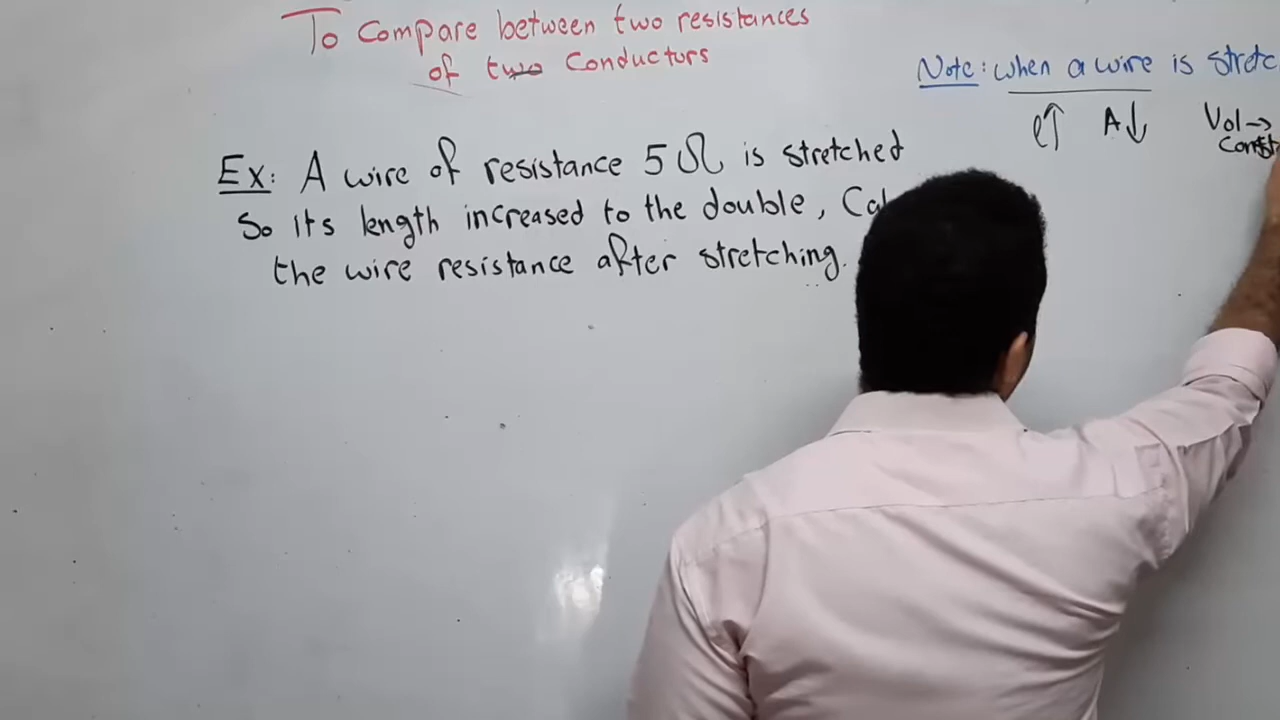 To Compare between two resistances
of two Conductors
Note: when a wire is stretc
l↑ A↓ Vol→
Const
Ex: A wire of resistance 5Ω is stretched
So its length increased to the double, Cal
the wire resistance after stretching.